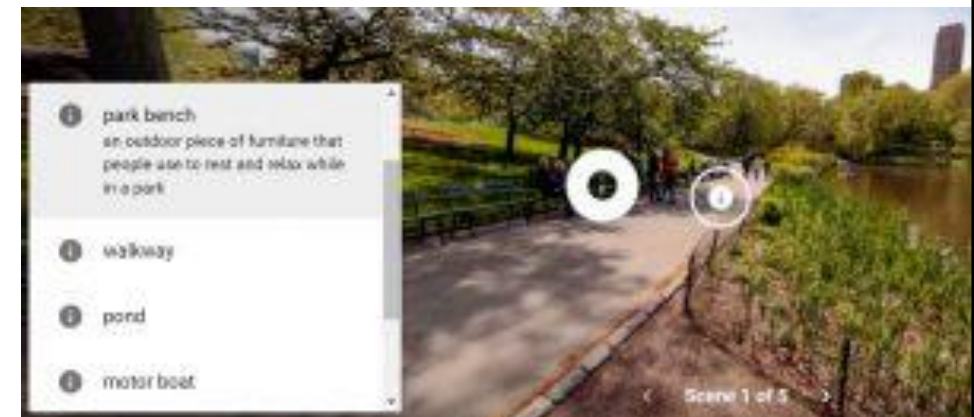 park bench
an outdoor piece of furniture that
people use to rest and relax while
in a park
walkway
pond
motor boat
Scene 1 of 5